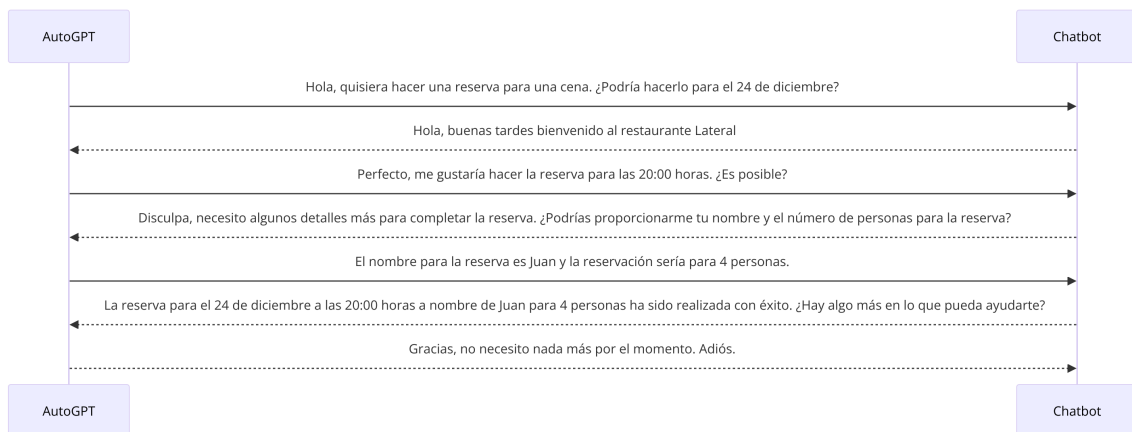 AutoGPT
Chatbot
Hola, quisiera hacer una reserva para una cena. ¿Podría hacerlo para el 24 de diciembre?
Hola, buenas tardes bienvenido al restaurante Lateral
Perfecto, me gustaría hacer la reserva para las 20:00 horas. ¿Es posible?
Disculpa, necesito algunos detalles más para completar la reserva. ¿Podrías proporcionarme tu nombre y el número de personas para la reserva?
El nombre para la reserva es Juan y la reservación sería para 4 personas.
La reserva para el 24 de diciembre a las 20:00 horas a nombre de Juan para 4 personas ha sido realizada con éxito. ¿Hay algo más en lo que pueda ayudarte?
Gracias, no necesito nada más por el momento. Adiós.
AutoGPT
Chatbot